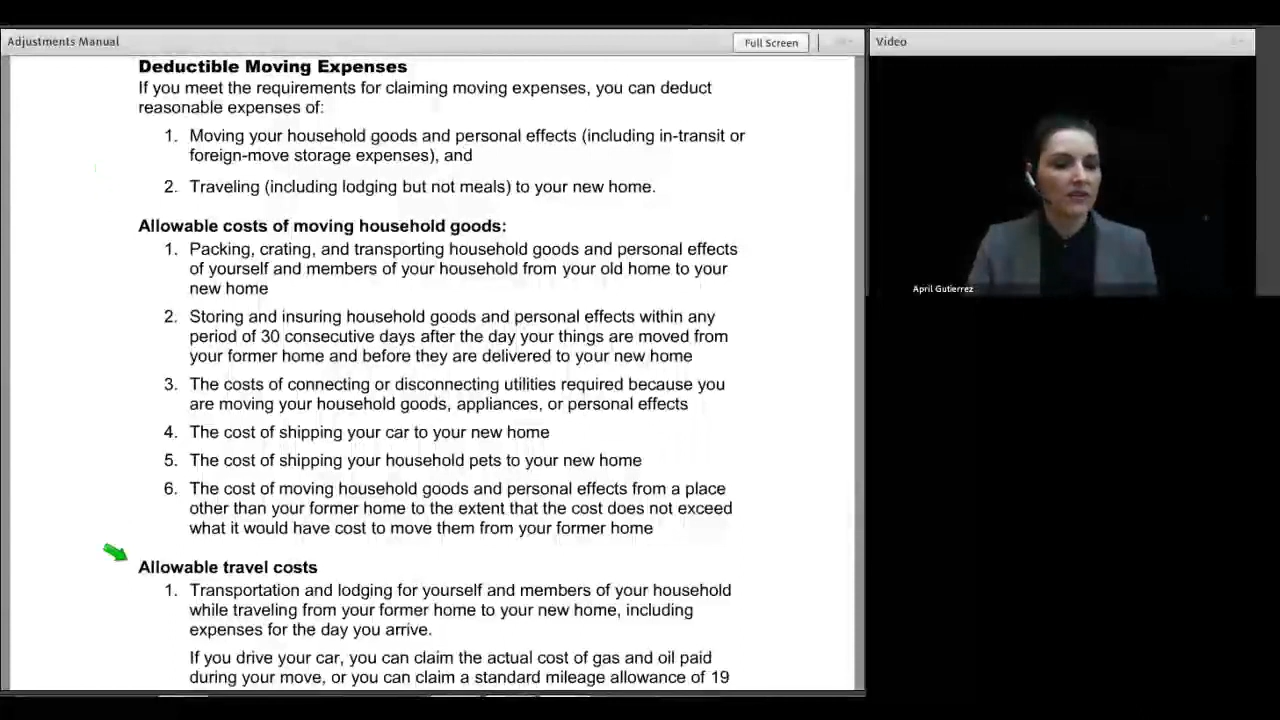 Adjustments Manual
Full Screen
Video
Deductible Moving Expenses
If you meet the requirements for claiming moving expenses, you can deduct
reasonable expenses of:
1. Moving your household goods and personal effects (including in-transit or
foreign-move storage expenses), and
2. Traveling (including lodging but not meals) to your new home.
Allowable costs of moving household goods:
1. Packing, crating, and transporting household goods and personal effects
of yourself and members of your household from your old home to your
new home
2. Storing and insuring household goods and personal effects within any
period of 30 consecutive days after the day your things are moved from
your former home and before they are delivered to your new home
3. The costs of connecting or disconnecting utilities required because you
are moving your household goods, appliances, or personal effects
4. The cost of shipping your car to your new home
5. The cost of shipping your household pets to your new home
6. The cost of moving household goods and personal effects from a place
other than your former home to the extent that the cost does not exceed
what it would have cost to move them from your former home
Allowable travel costs
1. Transportation and lodging for yourself and members of your household
while traveling from your former home to your new home, including
expenses for the day you arrive.
If you drive your car, you can claim the actual cost of gas and oil paid
during your move, or you can claim a standard mileage allowance of 19
April Gutierrez